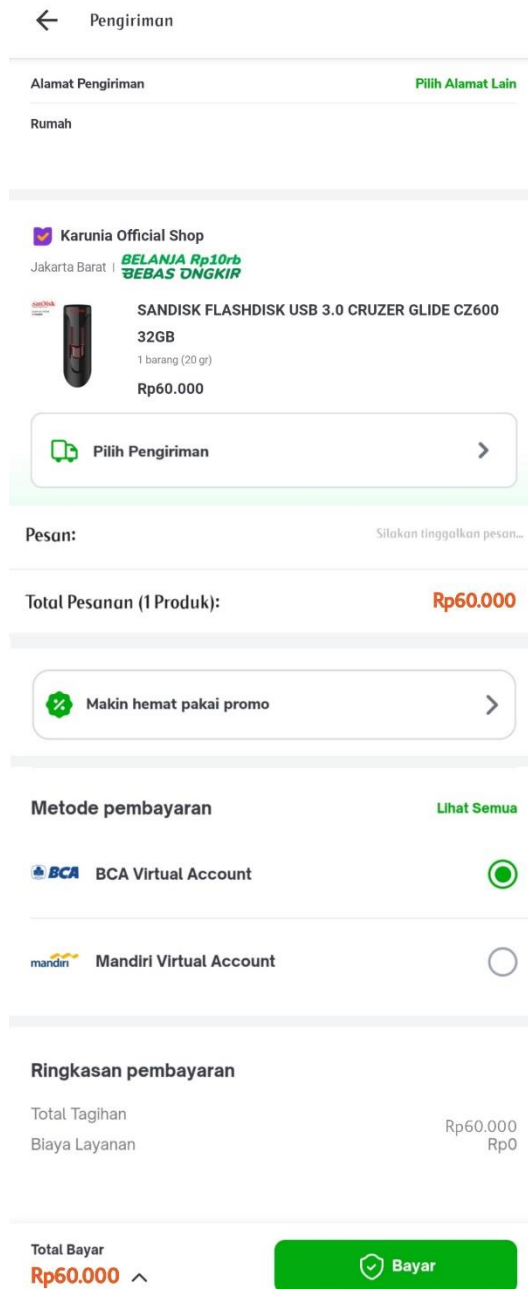 Pengiriman
Alamat Pengiriman Pilih Alamat Lain
Rumah
Karunia Official Shop
Jakarta Barat | BELANJA Rp10rb
BEBAS ONGKIR
SanDisk
SANDISK FLASHDISK USB 3.0 CRUZER GLIDE CZ600
32GB
1 barang (20 gr)
Rp60.000
Pilih Pengiriman
Pesan: Silakan tinggalkan pesan...
Total Pesanan (1 Produk): Rp60.000
Makin hemat pakai promo
Metode pembayaran Lihat Semua
BCA BCA Virtual Account
mandiri Mandiri Virtual Account
Ringkasan pembayaran
Total Tagihan Rp60.000
Biaya Layanan Rp0
Total Bayar
Rp60.000 Bayar